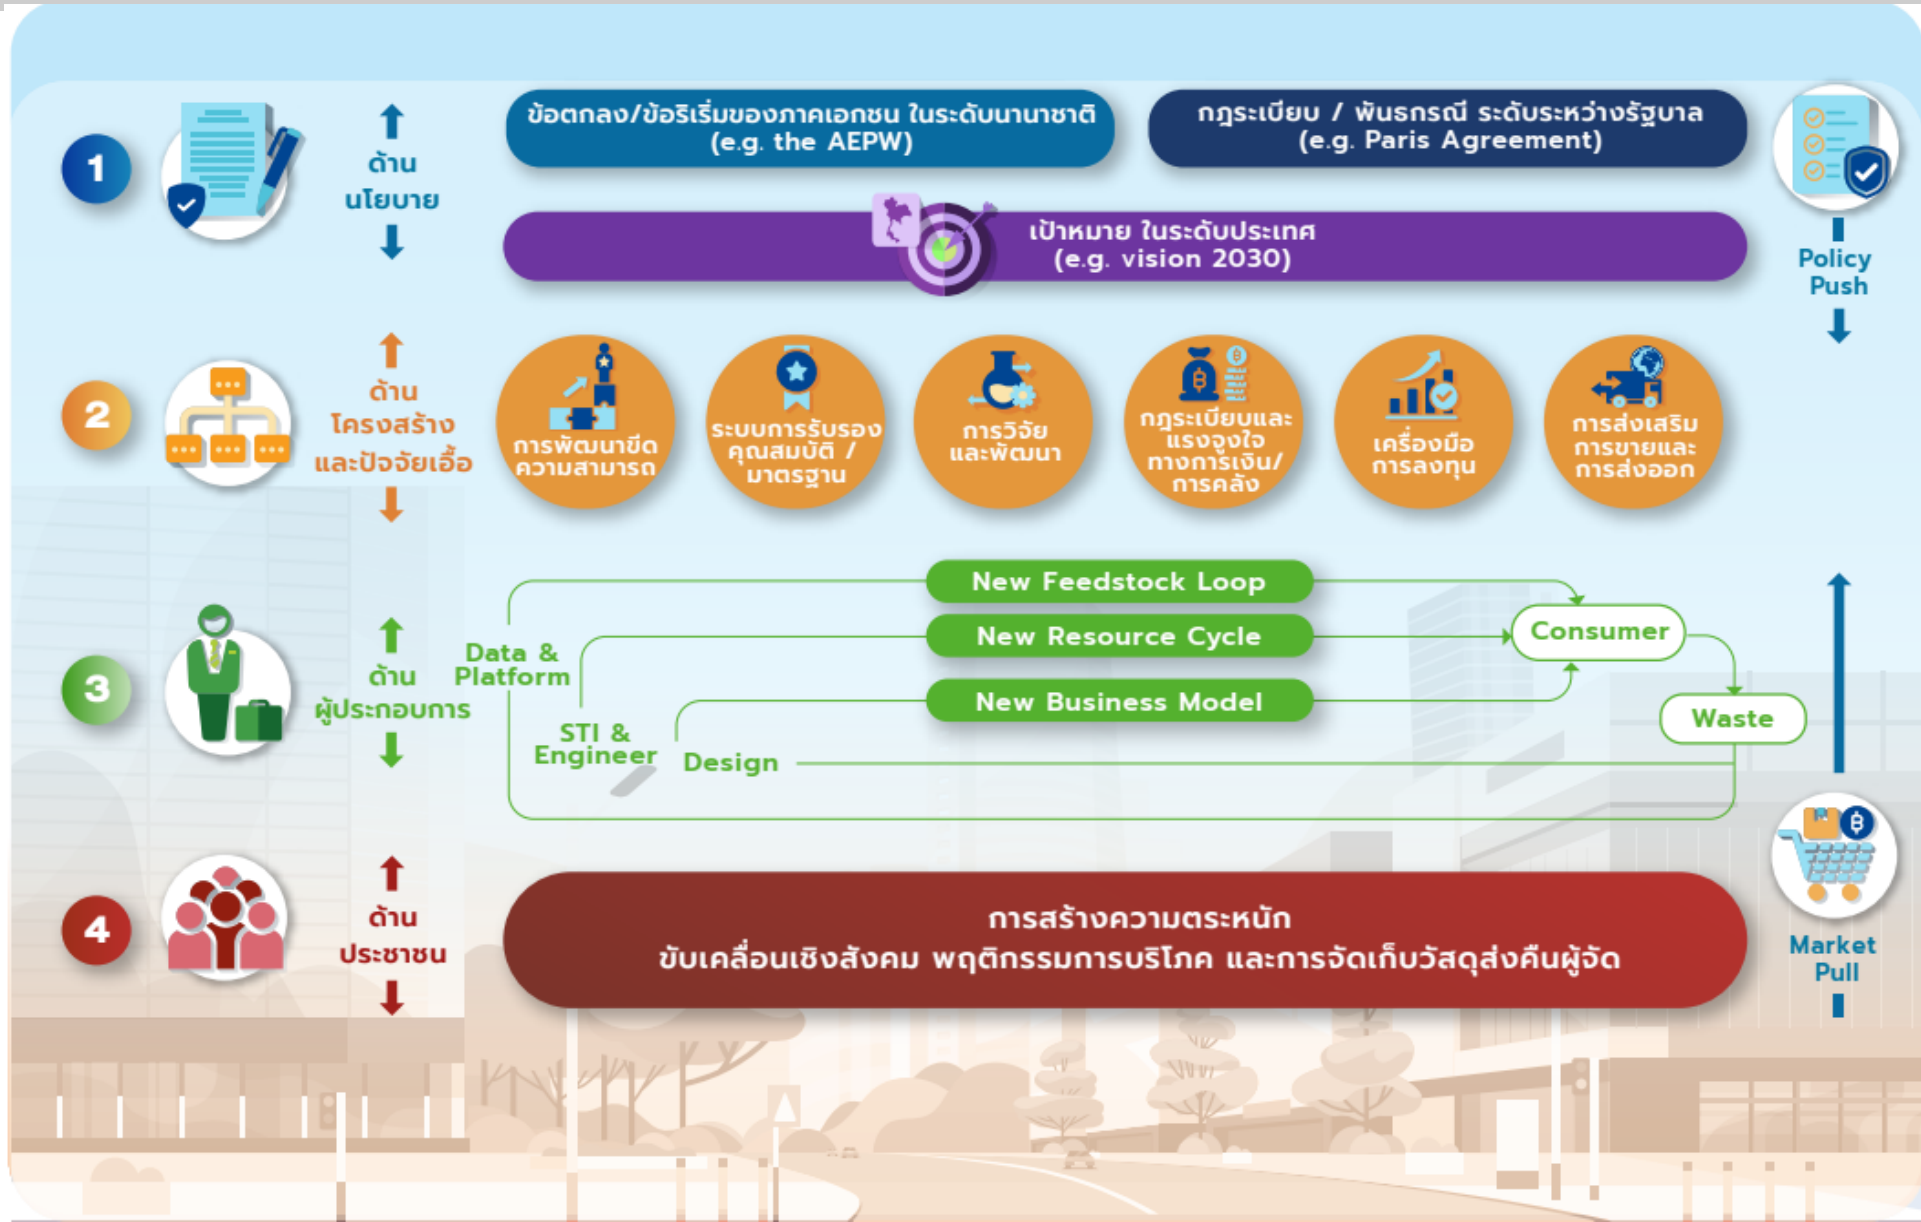 1
ด้าน
นโยบาย
ข้อตกลง/ข้อริเริ่มของภาคเอกชน ในระดับนานาชาติ
(e.g. the AEPW)
กฎระเบียบ / พันธกรณี ระดับระหว่างรัฐบาล
(e.g. Paris Agreement)
เป้าหมาย ในระดับประเทศ
(e.g. vision 2030)
Policy
Push
2
ด้าน
โครงสร้าง
และปัจจัยเอื้อ
การพัฒนาขีด
ความสามารถ
ระบบการรับรอง
คุณสมบัติ /
มาตรฐาน
การวิจัย
และพัฒนา
กฎระเบียบและ
แรงจูงใจ
ทางการเงิน/
การคลัง
เครื่องมือ
การลงทุน
การส่งเสริม
การขายและ
การส่งออก
3
ด้าน
ผู้ประกอบการ
Data &
Platform
STI &
Engineer
Design
New Feedstock Loop
New Resource Cycle
New Business Model
Consumer
Waste
4
ด้าน
ประชาชน
การสร้างความตระหนัก
ขับเคลื่อนเชิงสังคม พฤติกรรมการบริโภค และการจัดเก็บวัสดุส่งคืนผู้จัด
Market
Pull